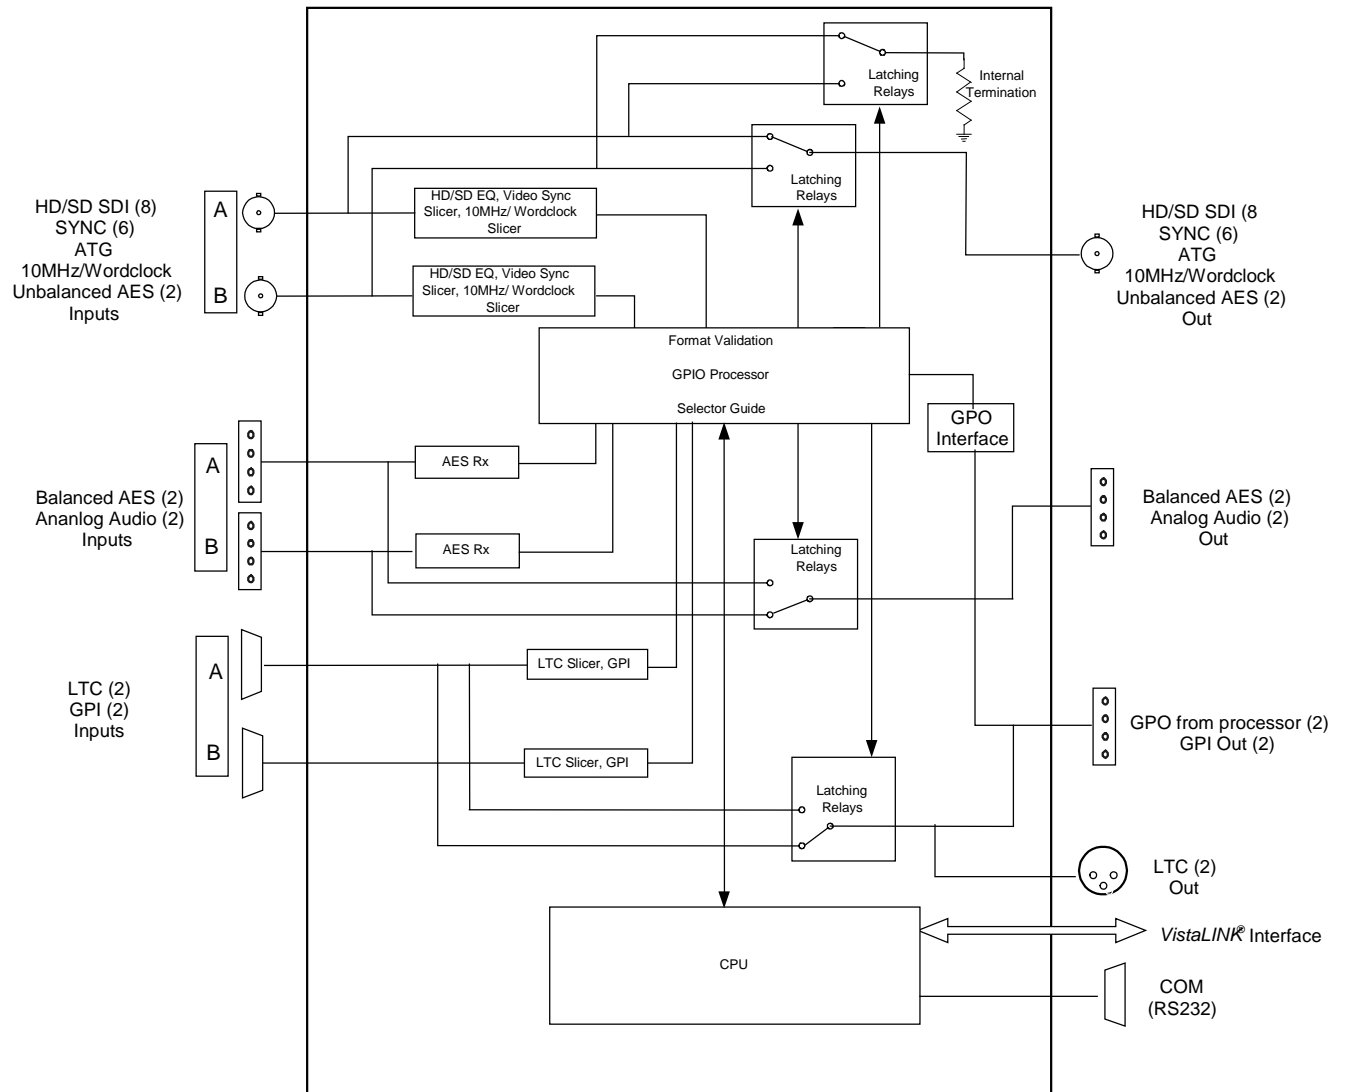 Latching
Relays
Internal
Termination
Latching
Relays
HD/SD SDI (8)
SYNC (6)
ATG
10MHz/Wordclock
Unbalanced AES (2)
Inputs
A
B
HD/SD EQ, Video Sync
Slicer, 10MHz/ Wordclock
Slicer
HD/SD EQ, Video Sync
Slicer, 10MHz/ Wordclock
Slicer
HD/SD SDI (8
SYNC (6)
ATG
10MHz/Wordclock
Unbalanced AES (2)
Out
Format Validation
GPIO Processor
Selector Guide
GPO
Interface
Balanced AES (2)
Ananlog Audio (2)
Inputs
A
B
AES Rx
AES Rx
Latching
Relays
Balanced AES (2)
Analog Audio (2)
Out
LTC (2)
GPI (2)
Inputs
A
B
LTC Slicer, GPI
LTC Slicer, GPI
Latching
Relays
GPO from processor (2)
GPI Out (2)
LTC (2)
Out
CPU
VistaLINK® Interface
COM
(RS232)